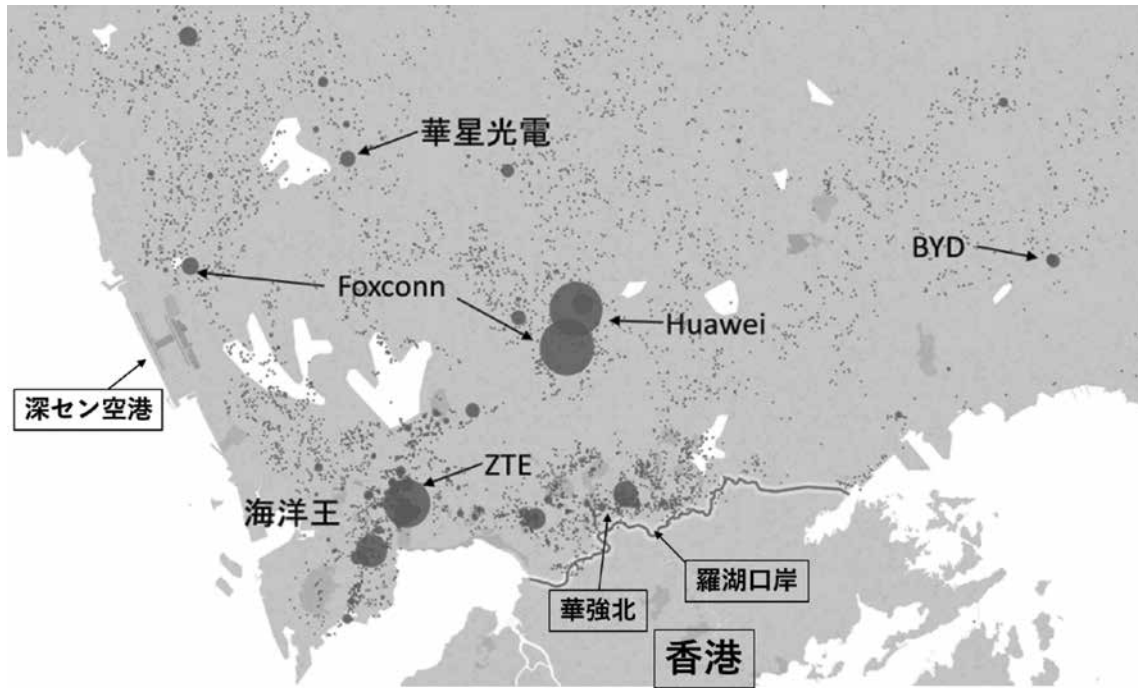 華星光電
BYD
Foxconn
Huawei
深セン空港
ZTE
海洋王
羅湖口岸
華強北
香港